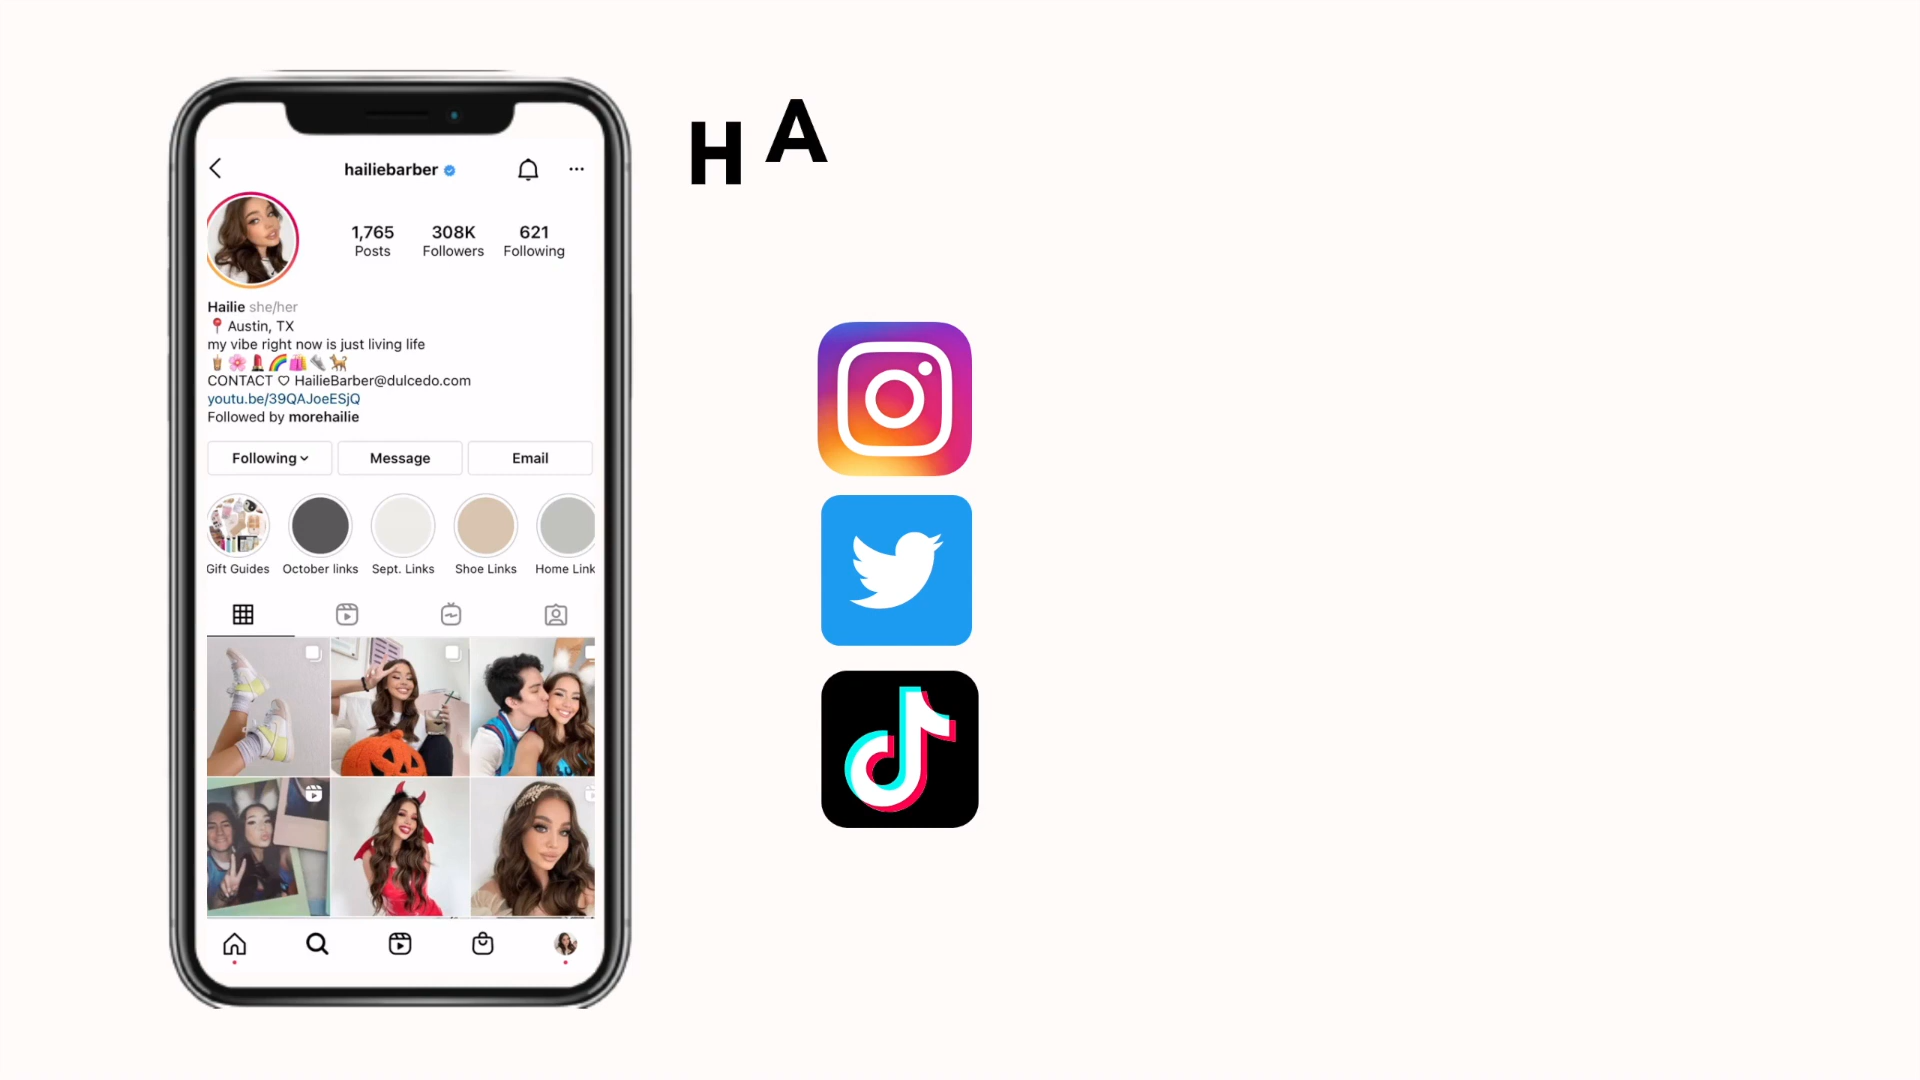 H A
hailiebarber
1,765 308K 621
Posts Followers Following
Hailie she/her
Austin, TX
my vibe right now is just living life
CONTACT ♡ HailieBarber@dulcedo.com
youtu.be/39QAJoeESjQ
Followed by morehailie
Following Message Email
Gift Guides October links Sept. Links Shoe Links Home Link